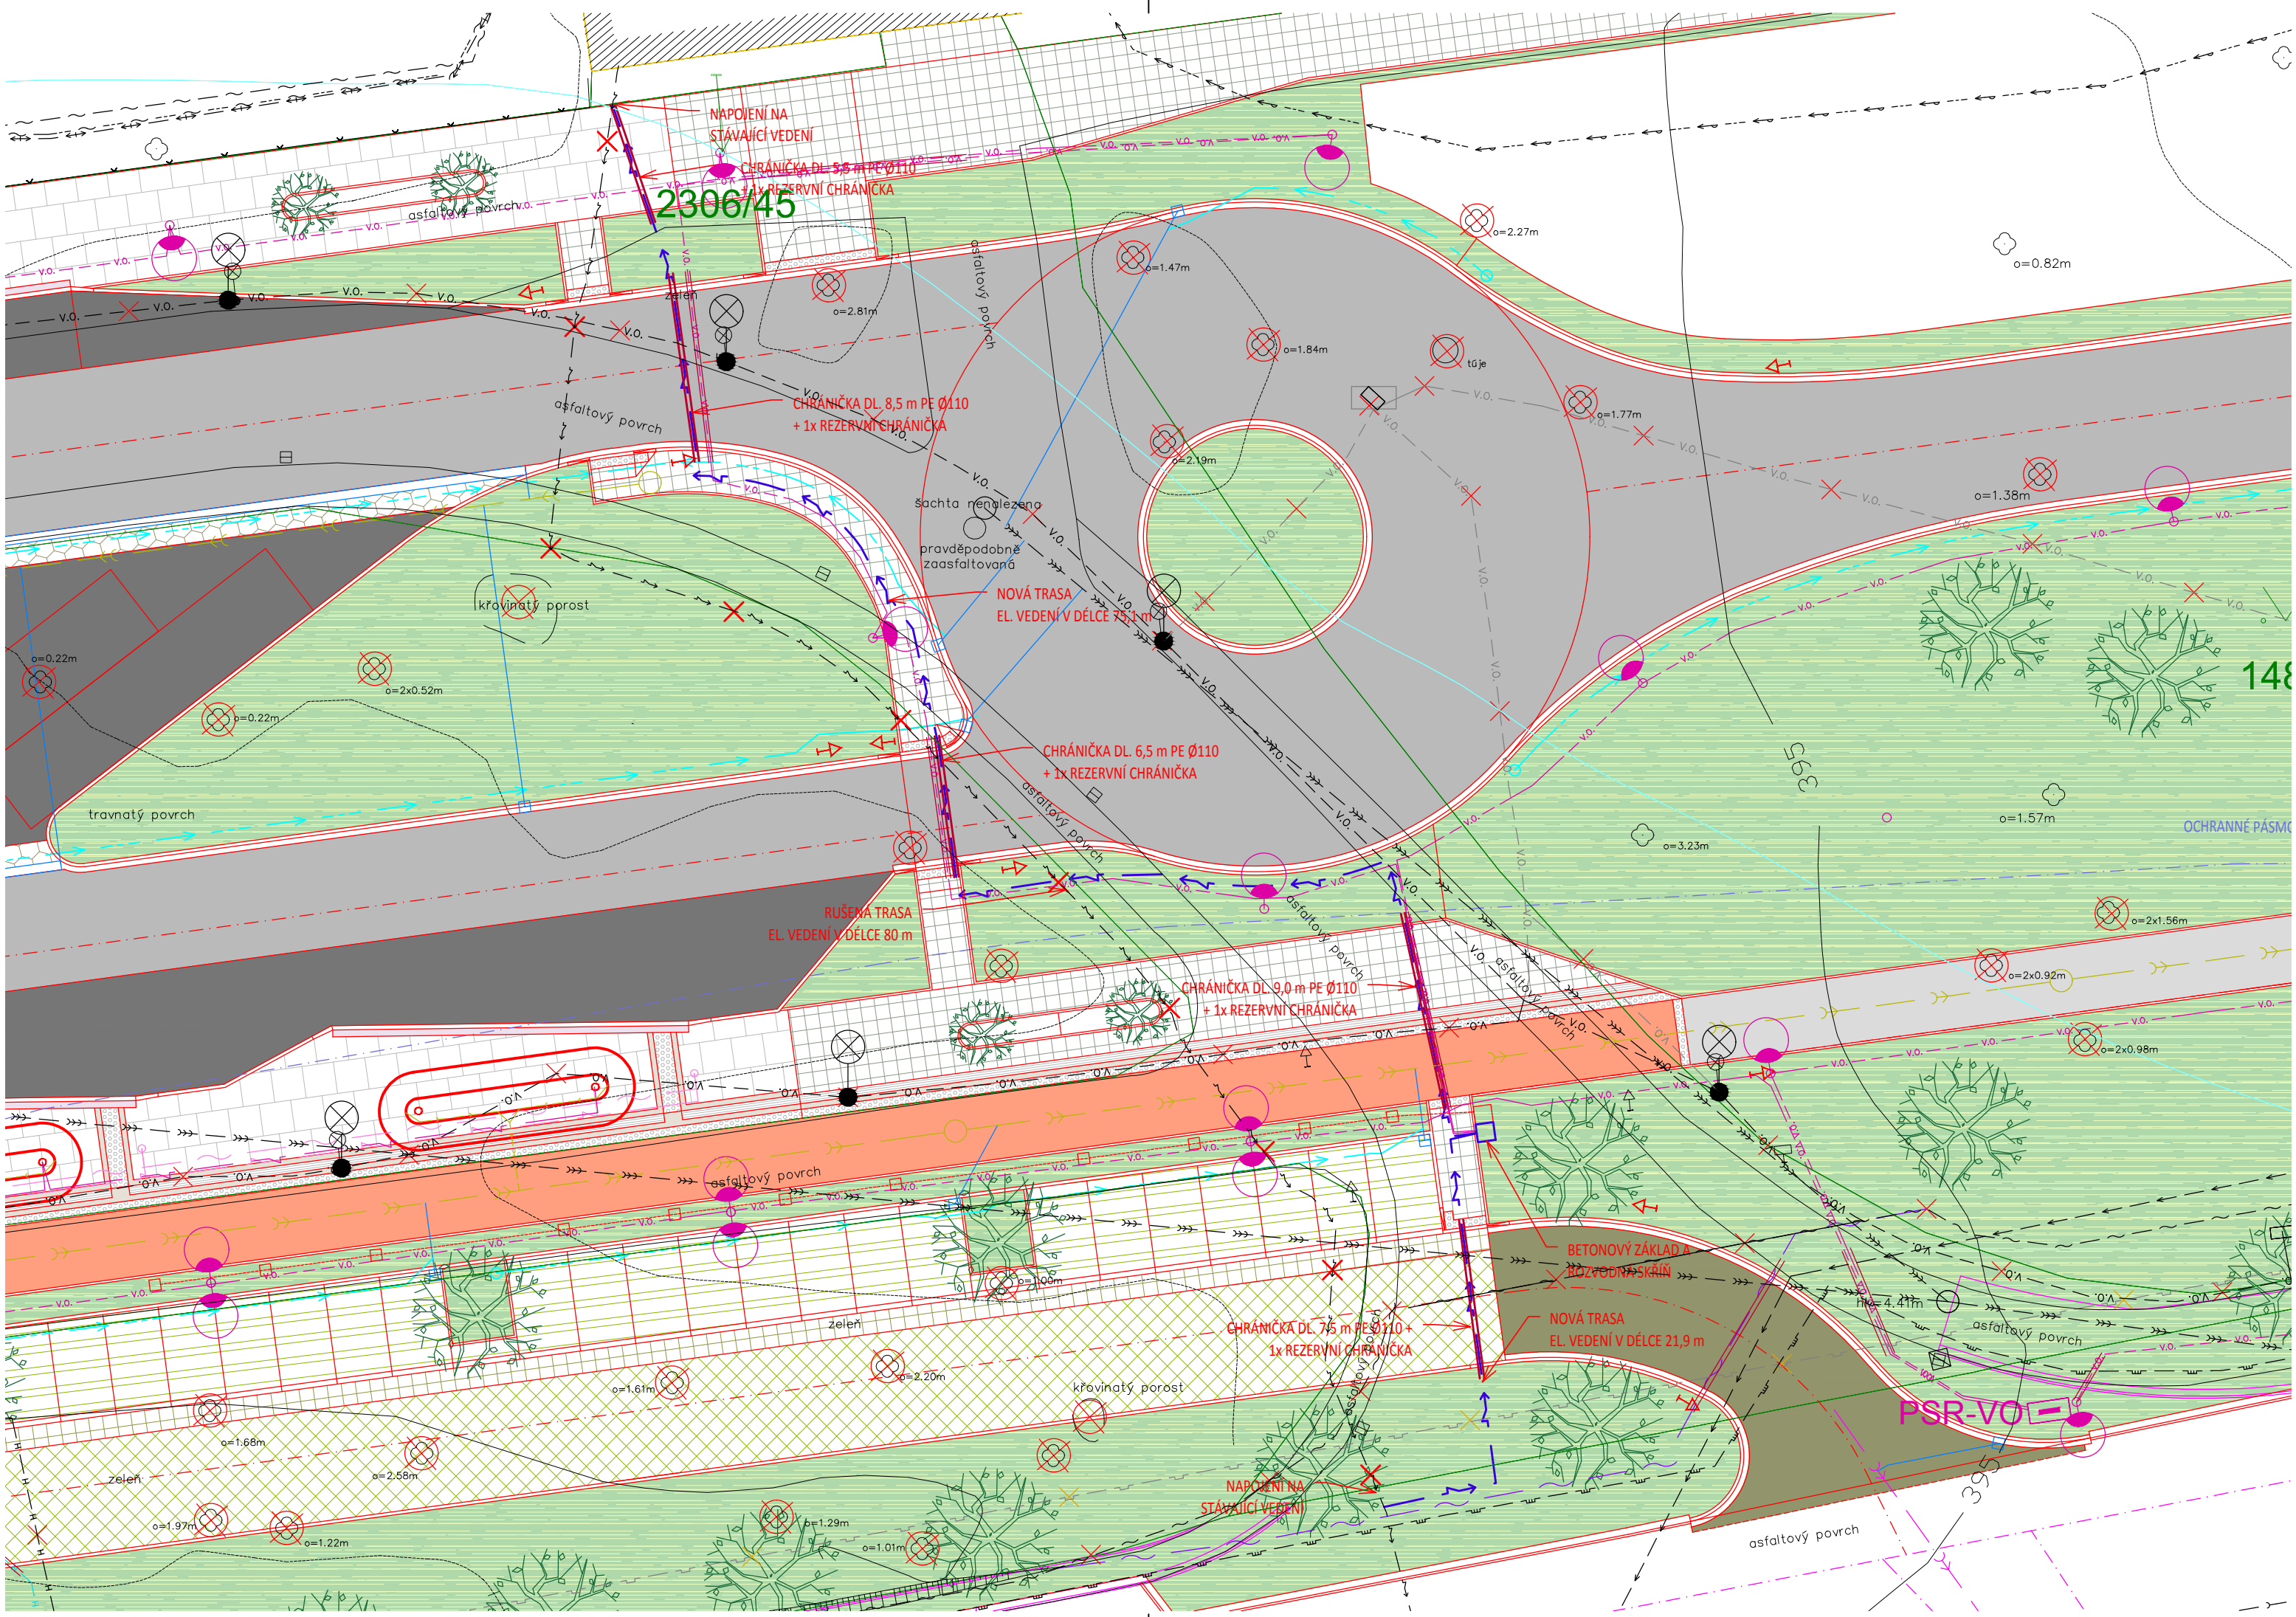 NAPOJENÍ NA
STÁVAJÍCÍ VEDENÍ
CHRÁNIČKA DL. 5,5 m PE Ø110
+ 1x REZERVNÍ CHRÁNIČKA
2306/45
asfaltový povrch
v.o.
zeleň
asfaltový povrch
o=2.27m
o=0.82m
o=1.47m
o=2.81m
o=1.84m
túje
o=1.77m
CHRÁNIČKA DL. 8,5 m PE Ø110
+ 1x REZERVNÍ CHRÁNIČKA
asfaltový povrch
o=2.19m
o=1.38m
šachta nenalezena
pravděpodobně
zaasfaltovaná
NOVÁ TRASA
EL. VEDENÍ V DÉLCE 75,1 m
křovinatý porost
o=0.22m
o=2x0.52m
o=0.22m
148
CHRÁNIČKA DL. 6,5 m PE Ø110
+ 1x REZERVNÍ CHRÁNIČKA
395
travnatý povrch
asfaltový povrch
o=1.57m
o=3.23m
OCHRANNÉ PÁSMO
RUŠENÁ TRASA
EL. VEDENÍ V DÉLCE 80 m
asfaltový povrch
o=2x1.56m
o=2x0.92m
CHRÁNIČKA DL. 9,0 m PE Ø110
+ 1x REZERVNÍ CHRÁNIČKA
asfaltový povrch
o=2x0.98m
asfaltový povrch
BETONOVÝ ZÁKLAD A
ROZVODNÁ SKŘÍŇ
o=1.00m
hl.=4.41m
asfaltový povrch
zeleň
CHRÁNIČKA DL. 7,5 m PE Ø110 +
1x REZERVNÍ CHRÁNIČKA
NOVÁ TRASA
EL. VEDENÍ V DÉLCE 21,9 m
asfaltový povrch
o=1.61m
o=2.20m
křovinatý porost
PSR-VO
o=1.68m
o=2.58m
zeleň
395
NAPOJENÍ NA
STÁVAJÍCÍ VEDENÍ
o=1.97m
o=1.22m
o=1.29m
o=1.01m
asfaltový povrch